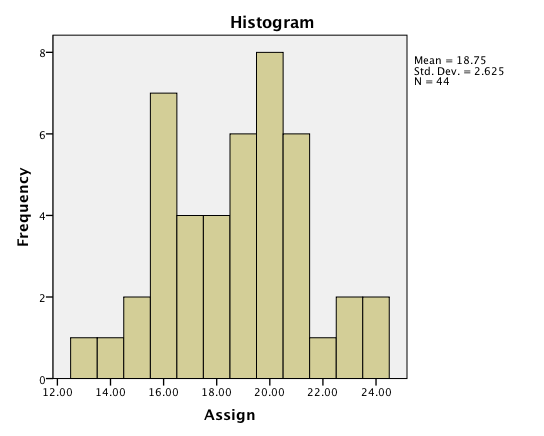 Histogram
Mean = 18.75
Std. Dev. = 2.625
N = 44
8
6
4
2
0
Frequency
12.00 14.00 16.00 18.00 20.00 22.00 24.00
Assign